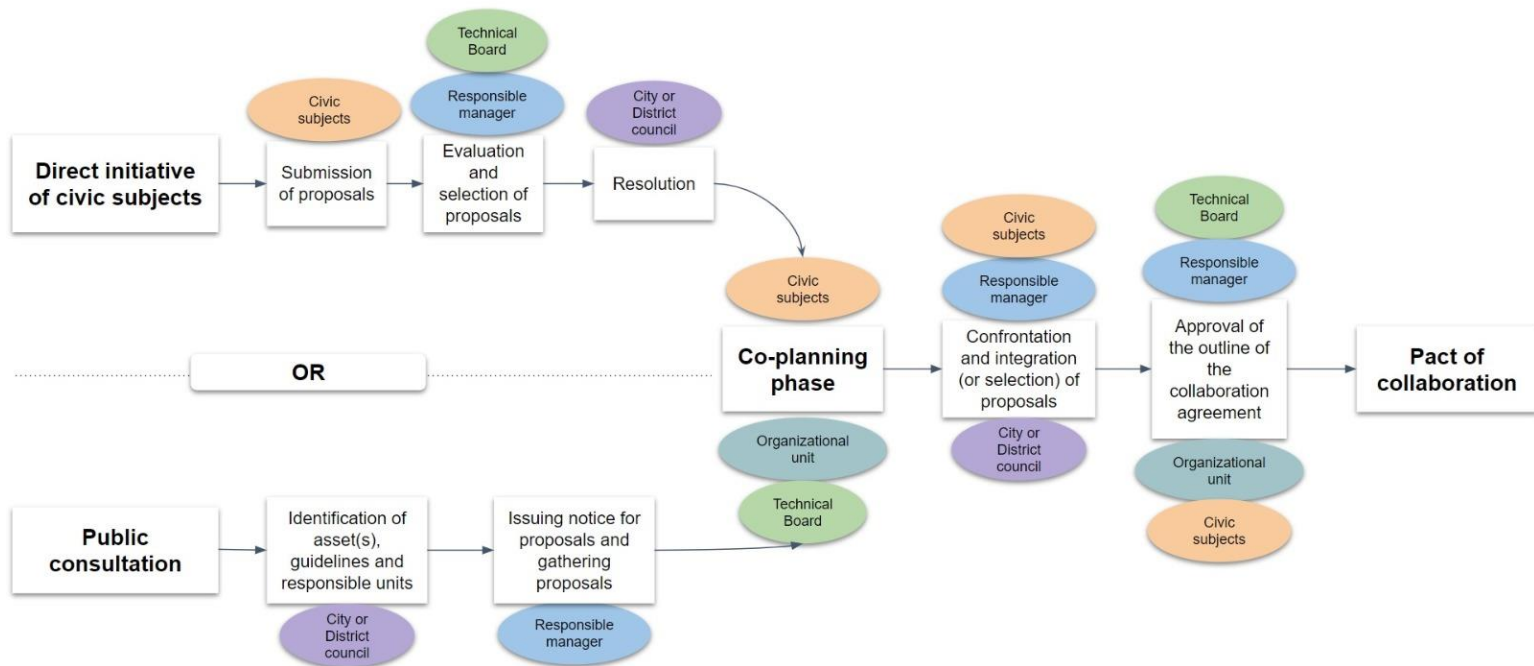 Technical
Board
Responsible
manager
Civic
subjects
City or
District
council
Direct initiative
of civic subjects
Submission
of proposals
Evaluation
and
selection of
proposals
Resolution
Civic
subjects
OR
Co-planning
phase
Organizational
unit
Technical
Board
Public
consultation
Identification of
asset(s),
guidelines and
responsible units
City or
District
council
Issuing notice for
proposals and
gathering
proposals
Responsible
manager
Civic
subjects
Responsible
manager
Confrontation
and integration
(or selection) of
proposals
City or
District
council
Technical
Board
Responsible
manager
Approval of
the outline of
the
collaboration
agreement
Organizational
unit
Civic
subjects
Pact of
collaboration